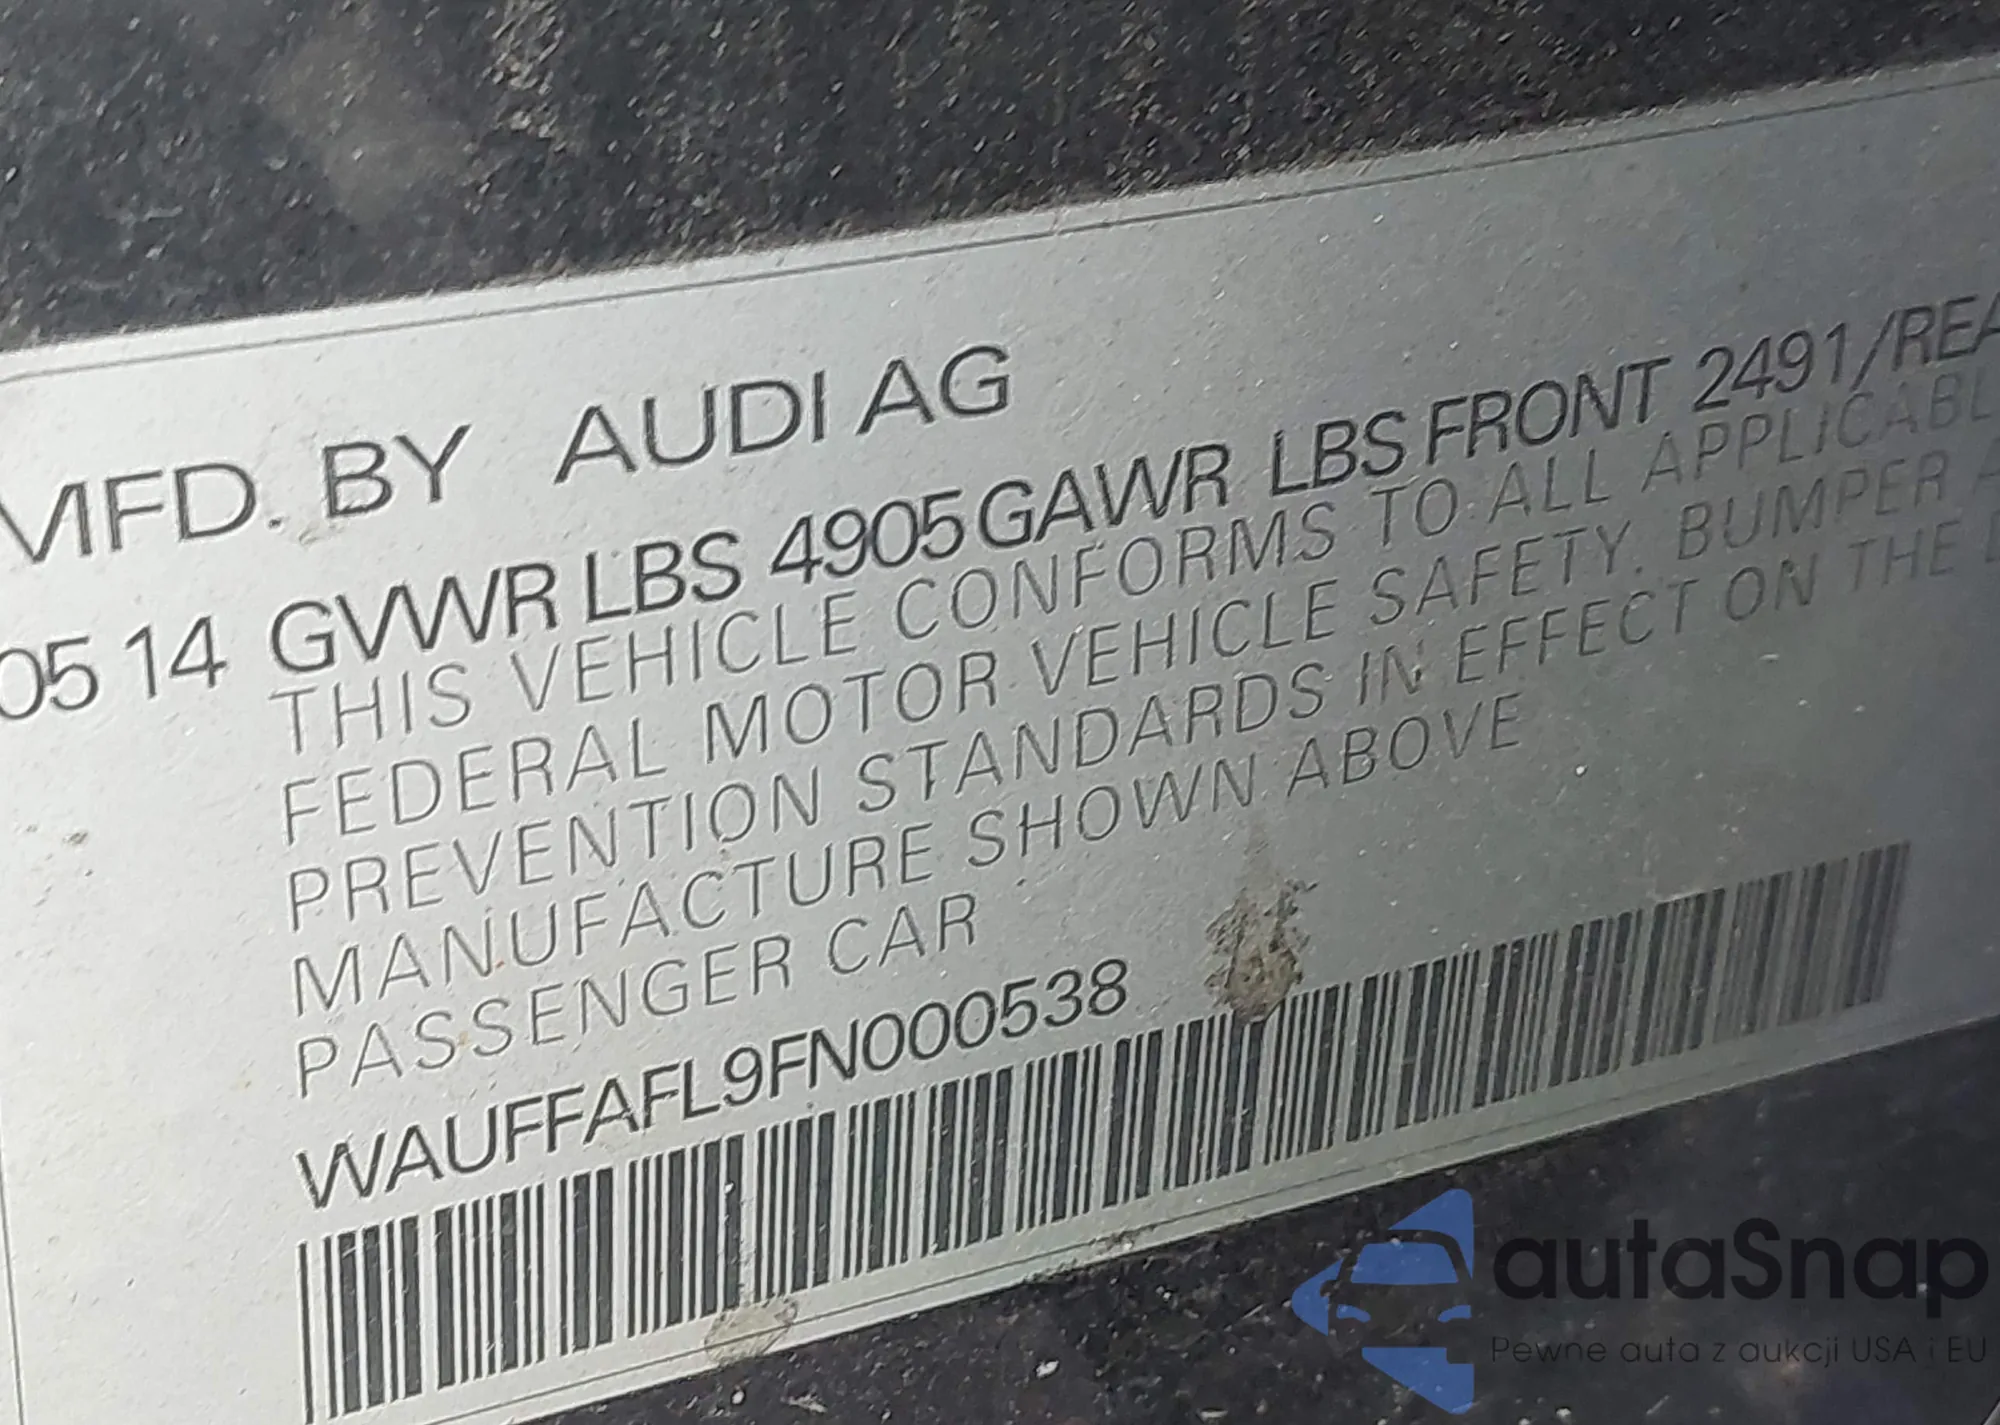 MFD. BY AUDI AG
05 14 GVWR LBS 4905 GAWR LBS FRONT 2491/REA
THIS VEHICLE CONFORMS TO ALL APPLICABL
FEDERAL MOTOR VEHICLE SAFETY. BUMPER A
PREVENTION STANDARDS IN EFFECT ON THE D
MANUFACTURE SHOWN ABOVE
PASSENGER CAR
WAUFFAFL9FN000538
autaSnap
Pewne auta z aukcji USA i EU